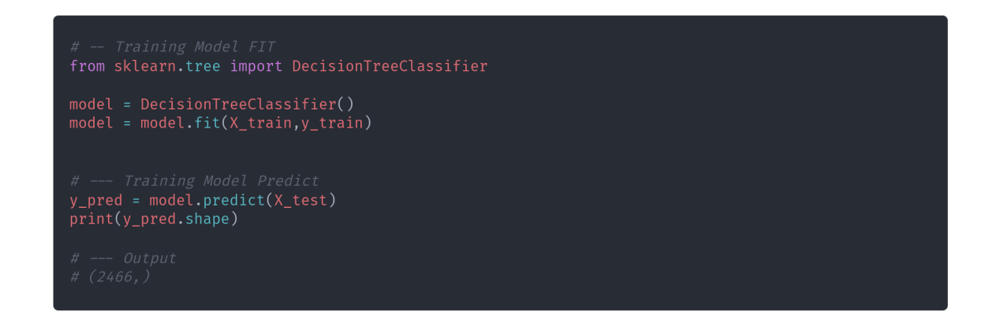 # -- Training Model FIT
from sklearn.tree import DecisionTreeClassifier
model = DecisionTreeClassifier()
model = model.fit(X_train,y_train)
# --- Training Model Predict
y_pred = model.predict(X_test)
print(y_pred.shape)
# --- Output
# (2466,)